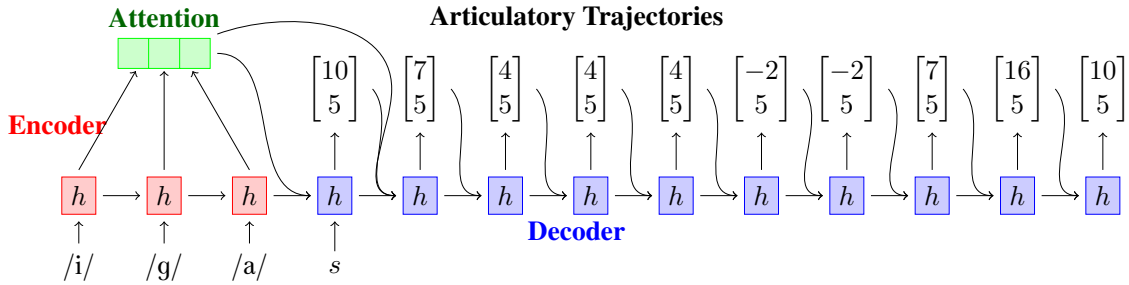 Attention
Articulatory Trajectories
[10 5] [7 5] [4 5] [4 5] [4 5] [−2 5] [−2 5] [7 5] [16 5] [10 5]
Encoder
h h h h h h h h h h h h h
Decoder
/i/ /g/ /a/ s